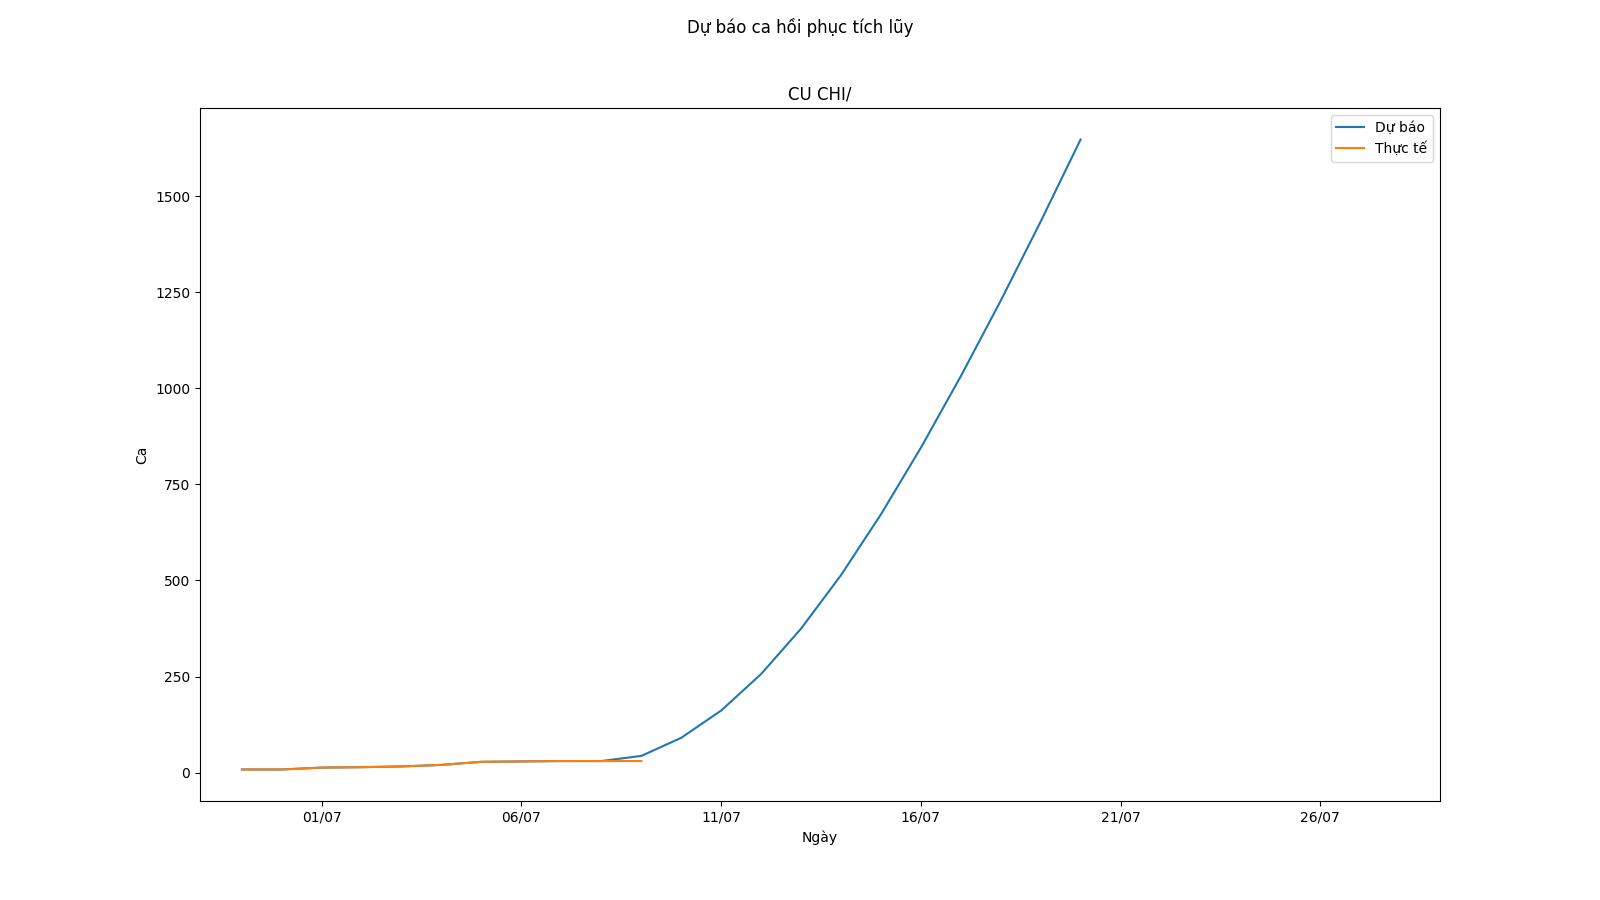 Dự báo ca hồi phục tích lũy
CU CHI/
Dự báo
Thực tế
1500
1250
1000
750
500
250
0
Ca
01/07 06/07 11/07 16/07 21/07 26/07
Ngày